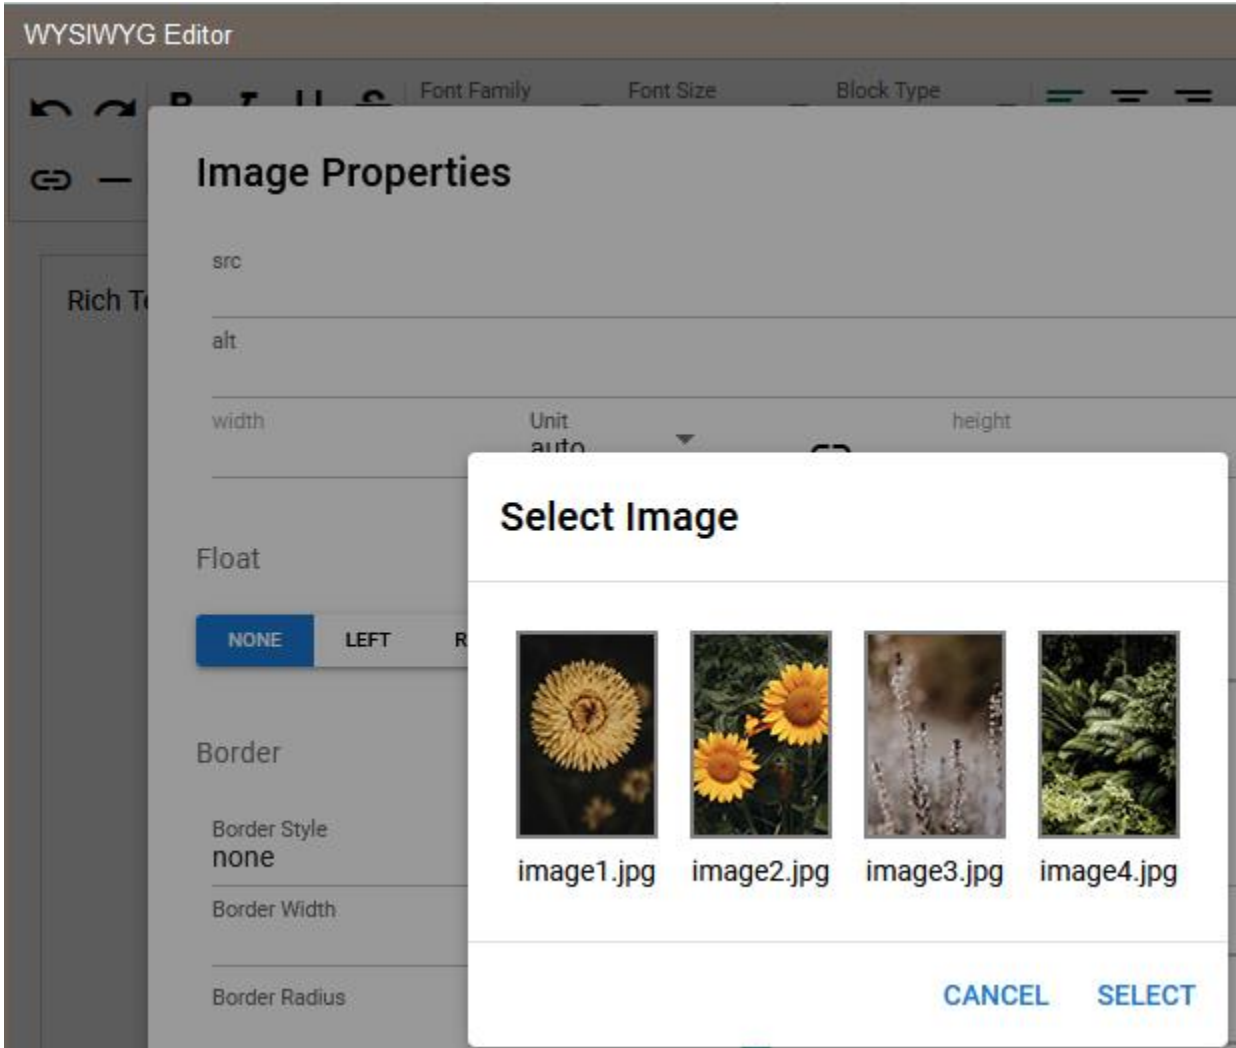 WYSIWYG Editor
B I U S Font Family Font Size Block Type
Image Properties
src
Rich
alt
width Unit height
auto
Select Image
Float
NONE LEFT R
Border
Border Style
none
image1.jpg image2.jpg image3.jpg image4.jpg
Border Width
Border Radius
CANCEL SELECT